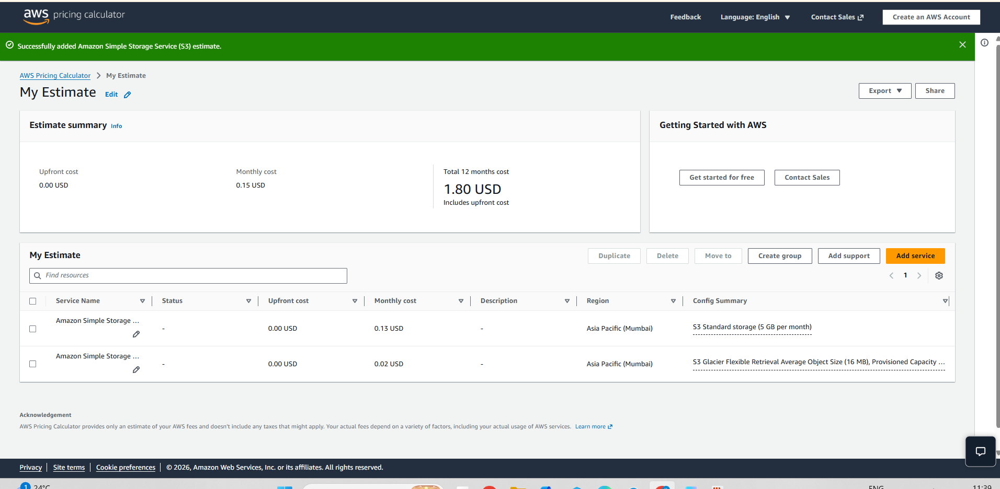 aws pricing calculator
Feedback
Language: English
Contact Sales
Create an AWS Account
Successfully added Amazon Simple Storage Service (S3) estimate.
AWS Pricing Calculator
My Estimate
My Estimate
Edit
Export
Share
Estimate summary Info
Getting Started with AWS
Upfront cost
0.00 USD
Monthly cost
0.15 USD
Total 12 months cost
1.80 USD
Includes upfront cost
Get started for free
Contact Sales
My Estimate
Duplicate
Delete
Move to
Create group
Add support
Add service
Find resources
1
Service Name
Status
Upfront cost
Monthly cost
Description
Region
Config Summary
Amazon Simple Storage ...
-
0.00 USD
0.13 USD
-
Asia Pacific (Mumbai)
S3 Standard storage (5 GB per month)
Amazon Simple Storage ...
-
0.00 USD
0.02 USD
-
Asia Pacific (Mumbai)
S3 Glacier Flexible Retrieval Average Object Size (16 MB), Provisioned Capacity ...
Acknowledgement
AWS Pricing Calculator provides only an estimate of your AWS fees and doesn't include any taxes that might apply. Your actual fees depend on a variety of factors, including your actual usage of AWS services. Learn more
Privacy
Site terms
Cookie preferences
© 2026, Amazon Web Services, Inc. or its affiliates. All rights reserved.
1
24°C
ENG
11:39